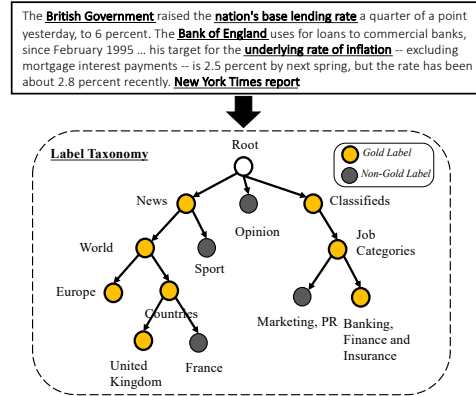 The British Government raised the nation's base lending rate a quarter of a point
yesterday, to 6 percent. The Bank of England uses for loans to commercial banks,
since February 1995 ... his target for the underlying rate of inflation -- excluding
mortgage interest payments -- is 2.5 percent by next spring, but the rate has been
about 2.8 percent recently. New York Times report
Label Taxonomy
Root
Gold Label
Non-Gold Label
News
Opinion
Classifieds
World
Sport
Job
Categories
Europe
Countries
Marketing, PR
Banking,
Finance and
Insurance
United
Kingdom
France